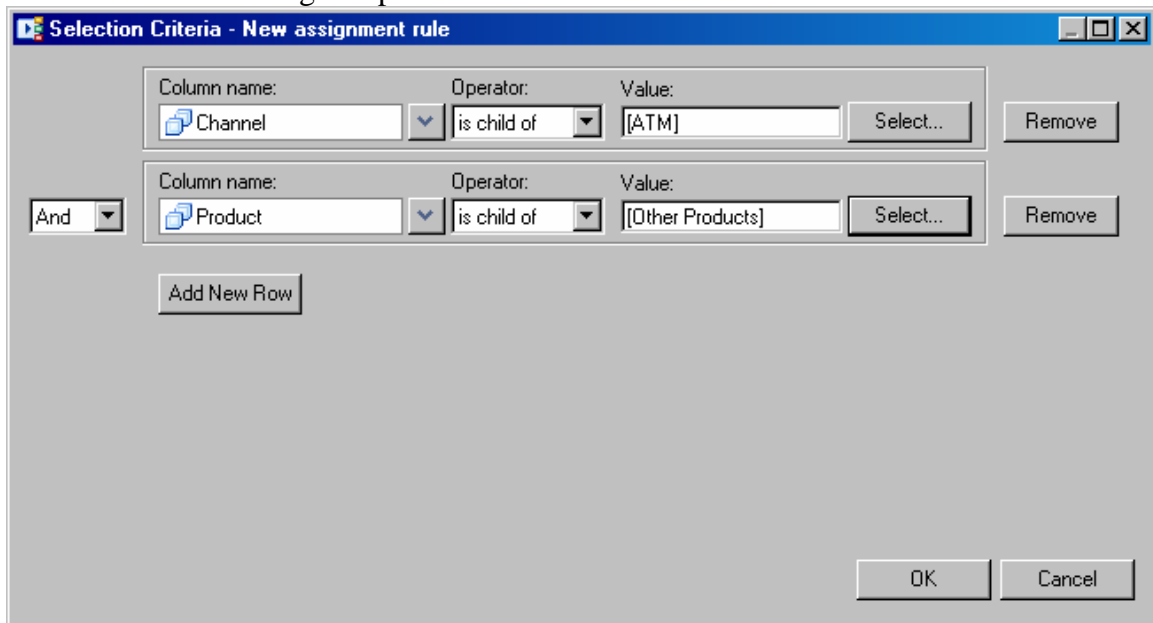 Selection Criteria - New assignment rule
Column name: Operator: Value:
Channel is child of [ATM] Select... Remove
Column name: Operator: Value:
And Product is child of [Other Products] Select... Remove
Add New Row
OK Cancel